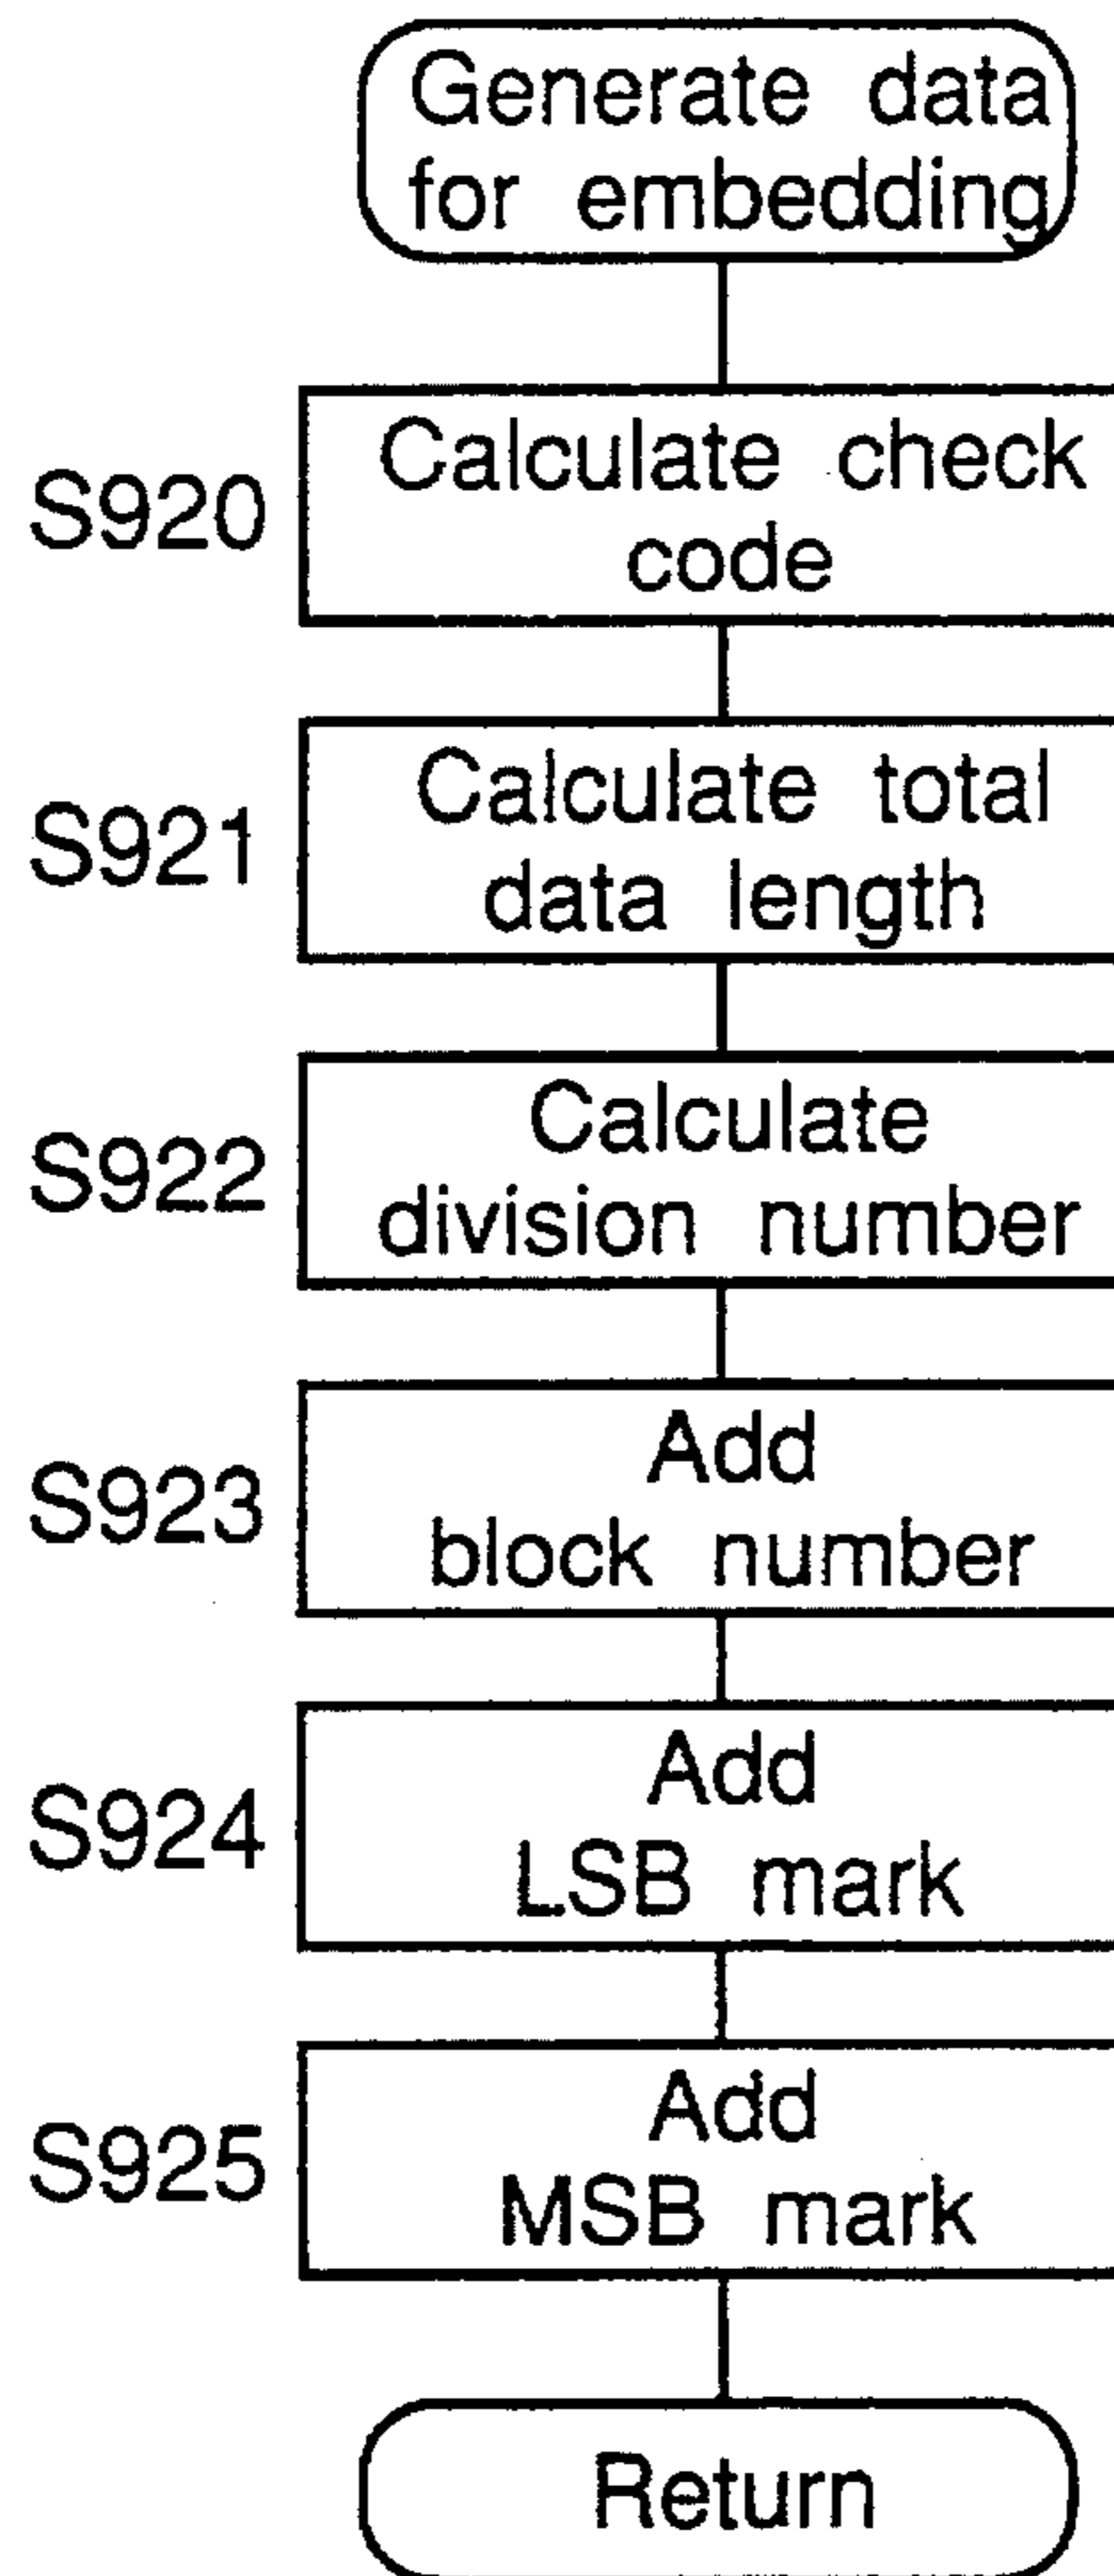 Generate data
for embedding
S920
Calculate check
code
S921
Calculate total
data length
S922
Calculate
division number
S923
Add
block number
S924
Add
LSB mark
S925
Add
MSB mark
Return